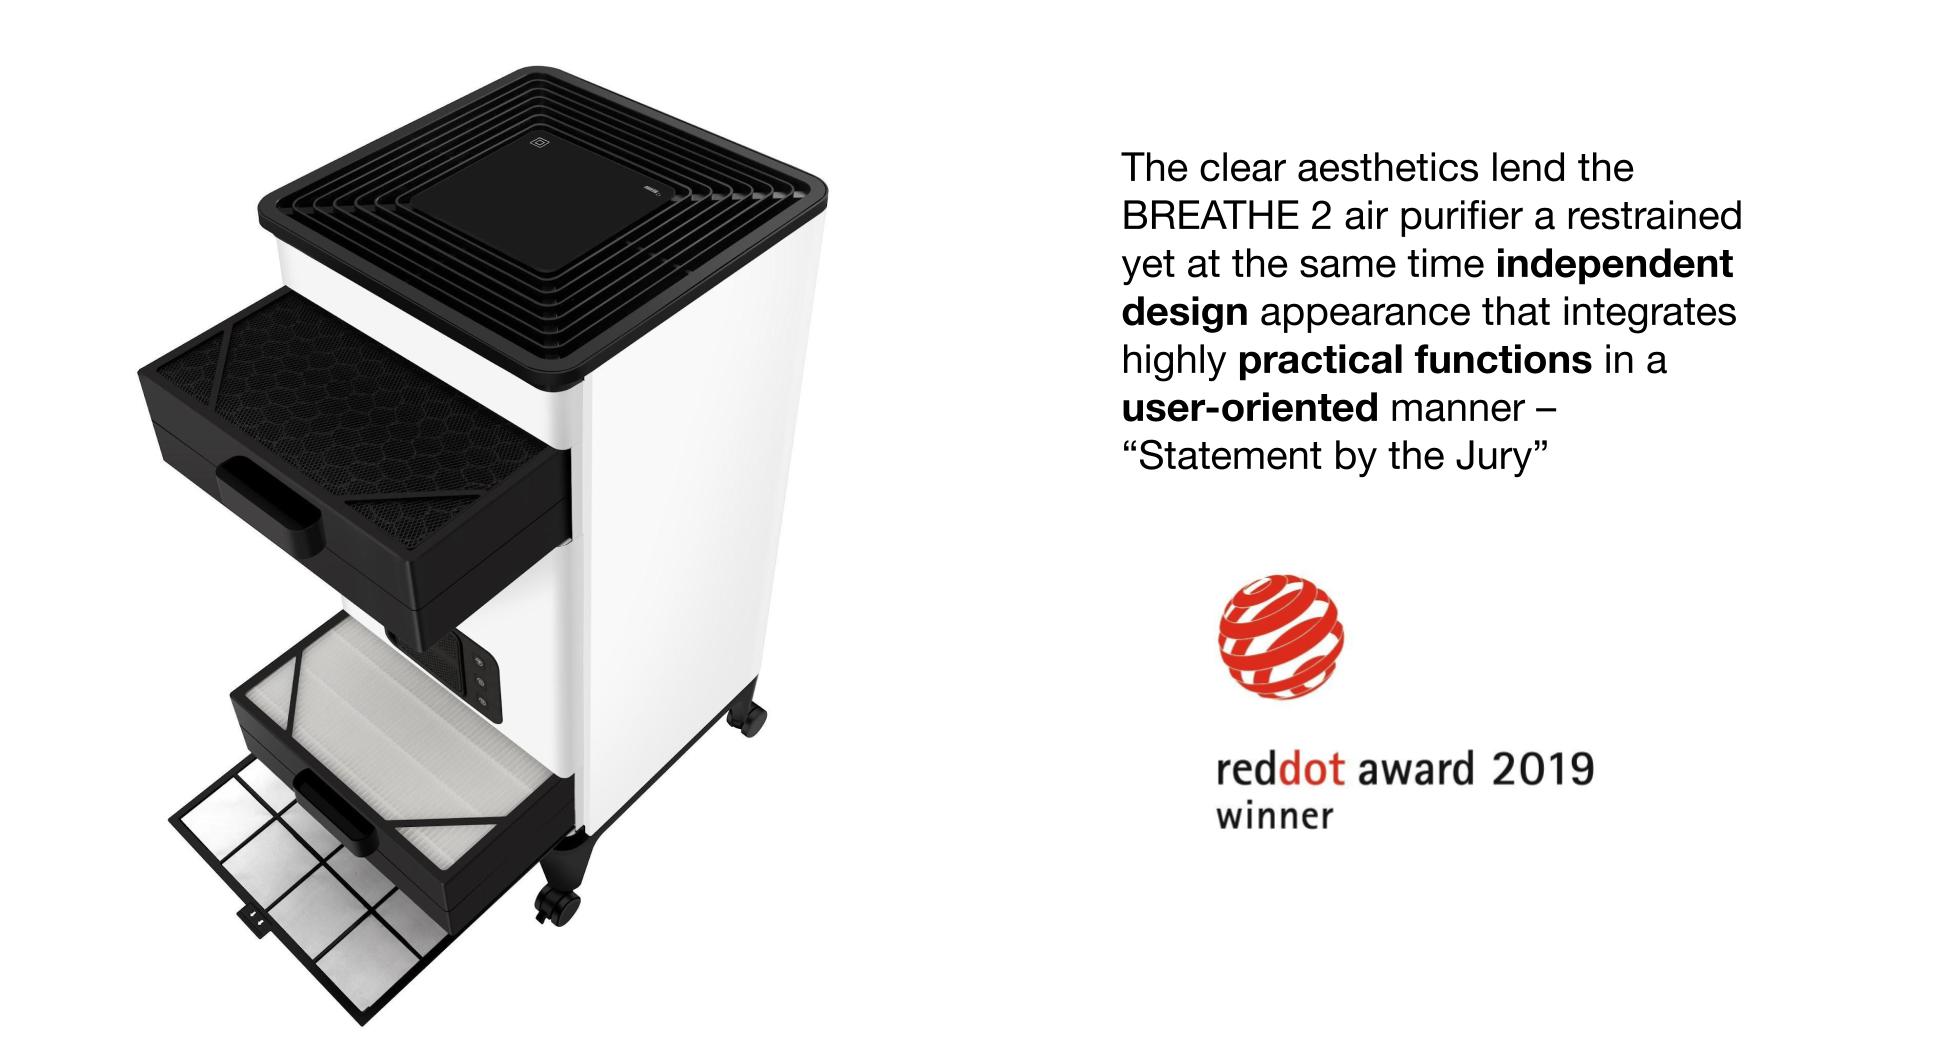 The clear aesthetics lend the
BREATHE 2 air purifier a restrained
yet at the same time independent
design appearance that integrates
highly practical functions in a
user-oriented manner –
“Statement by the Jury”
reddot award 2019
winner